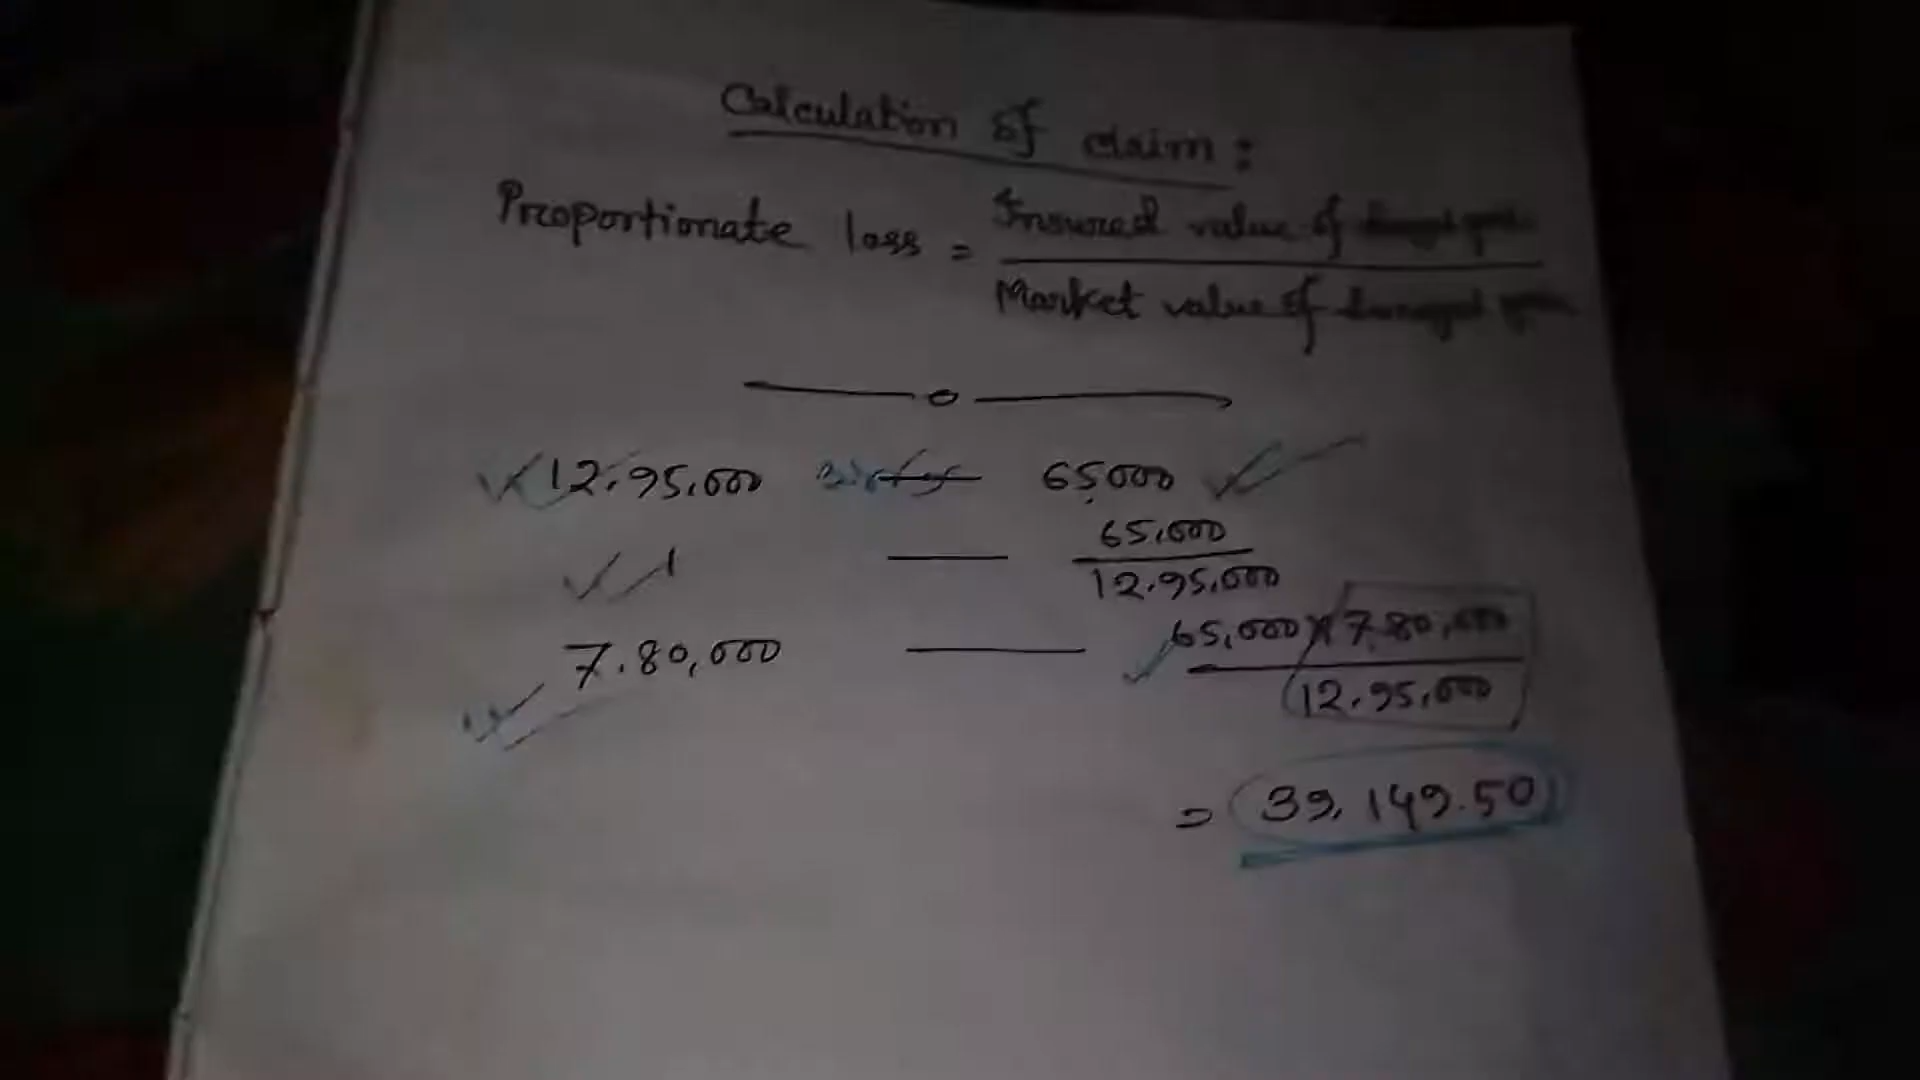 Calculation of claim:
Proportionate loss = Insured value of
Market value of
12,95,000 65,000
1 — 65,000
12,95,000
7,80,000 — 65,000 x 7,80,000
12,95,000
= 39,149.50